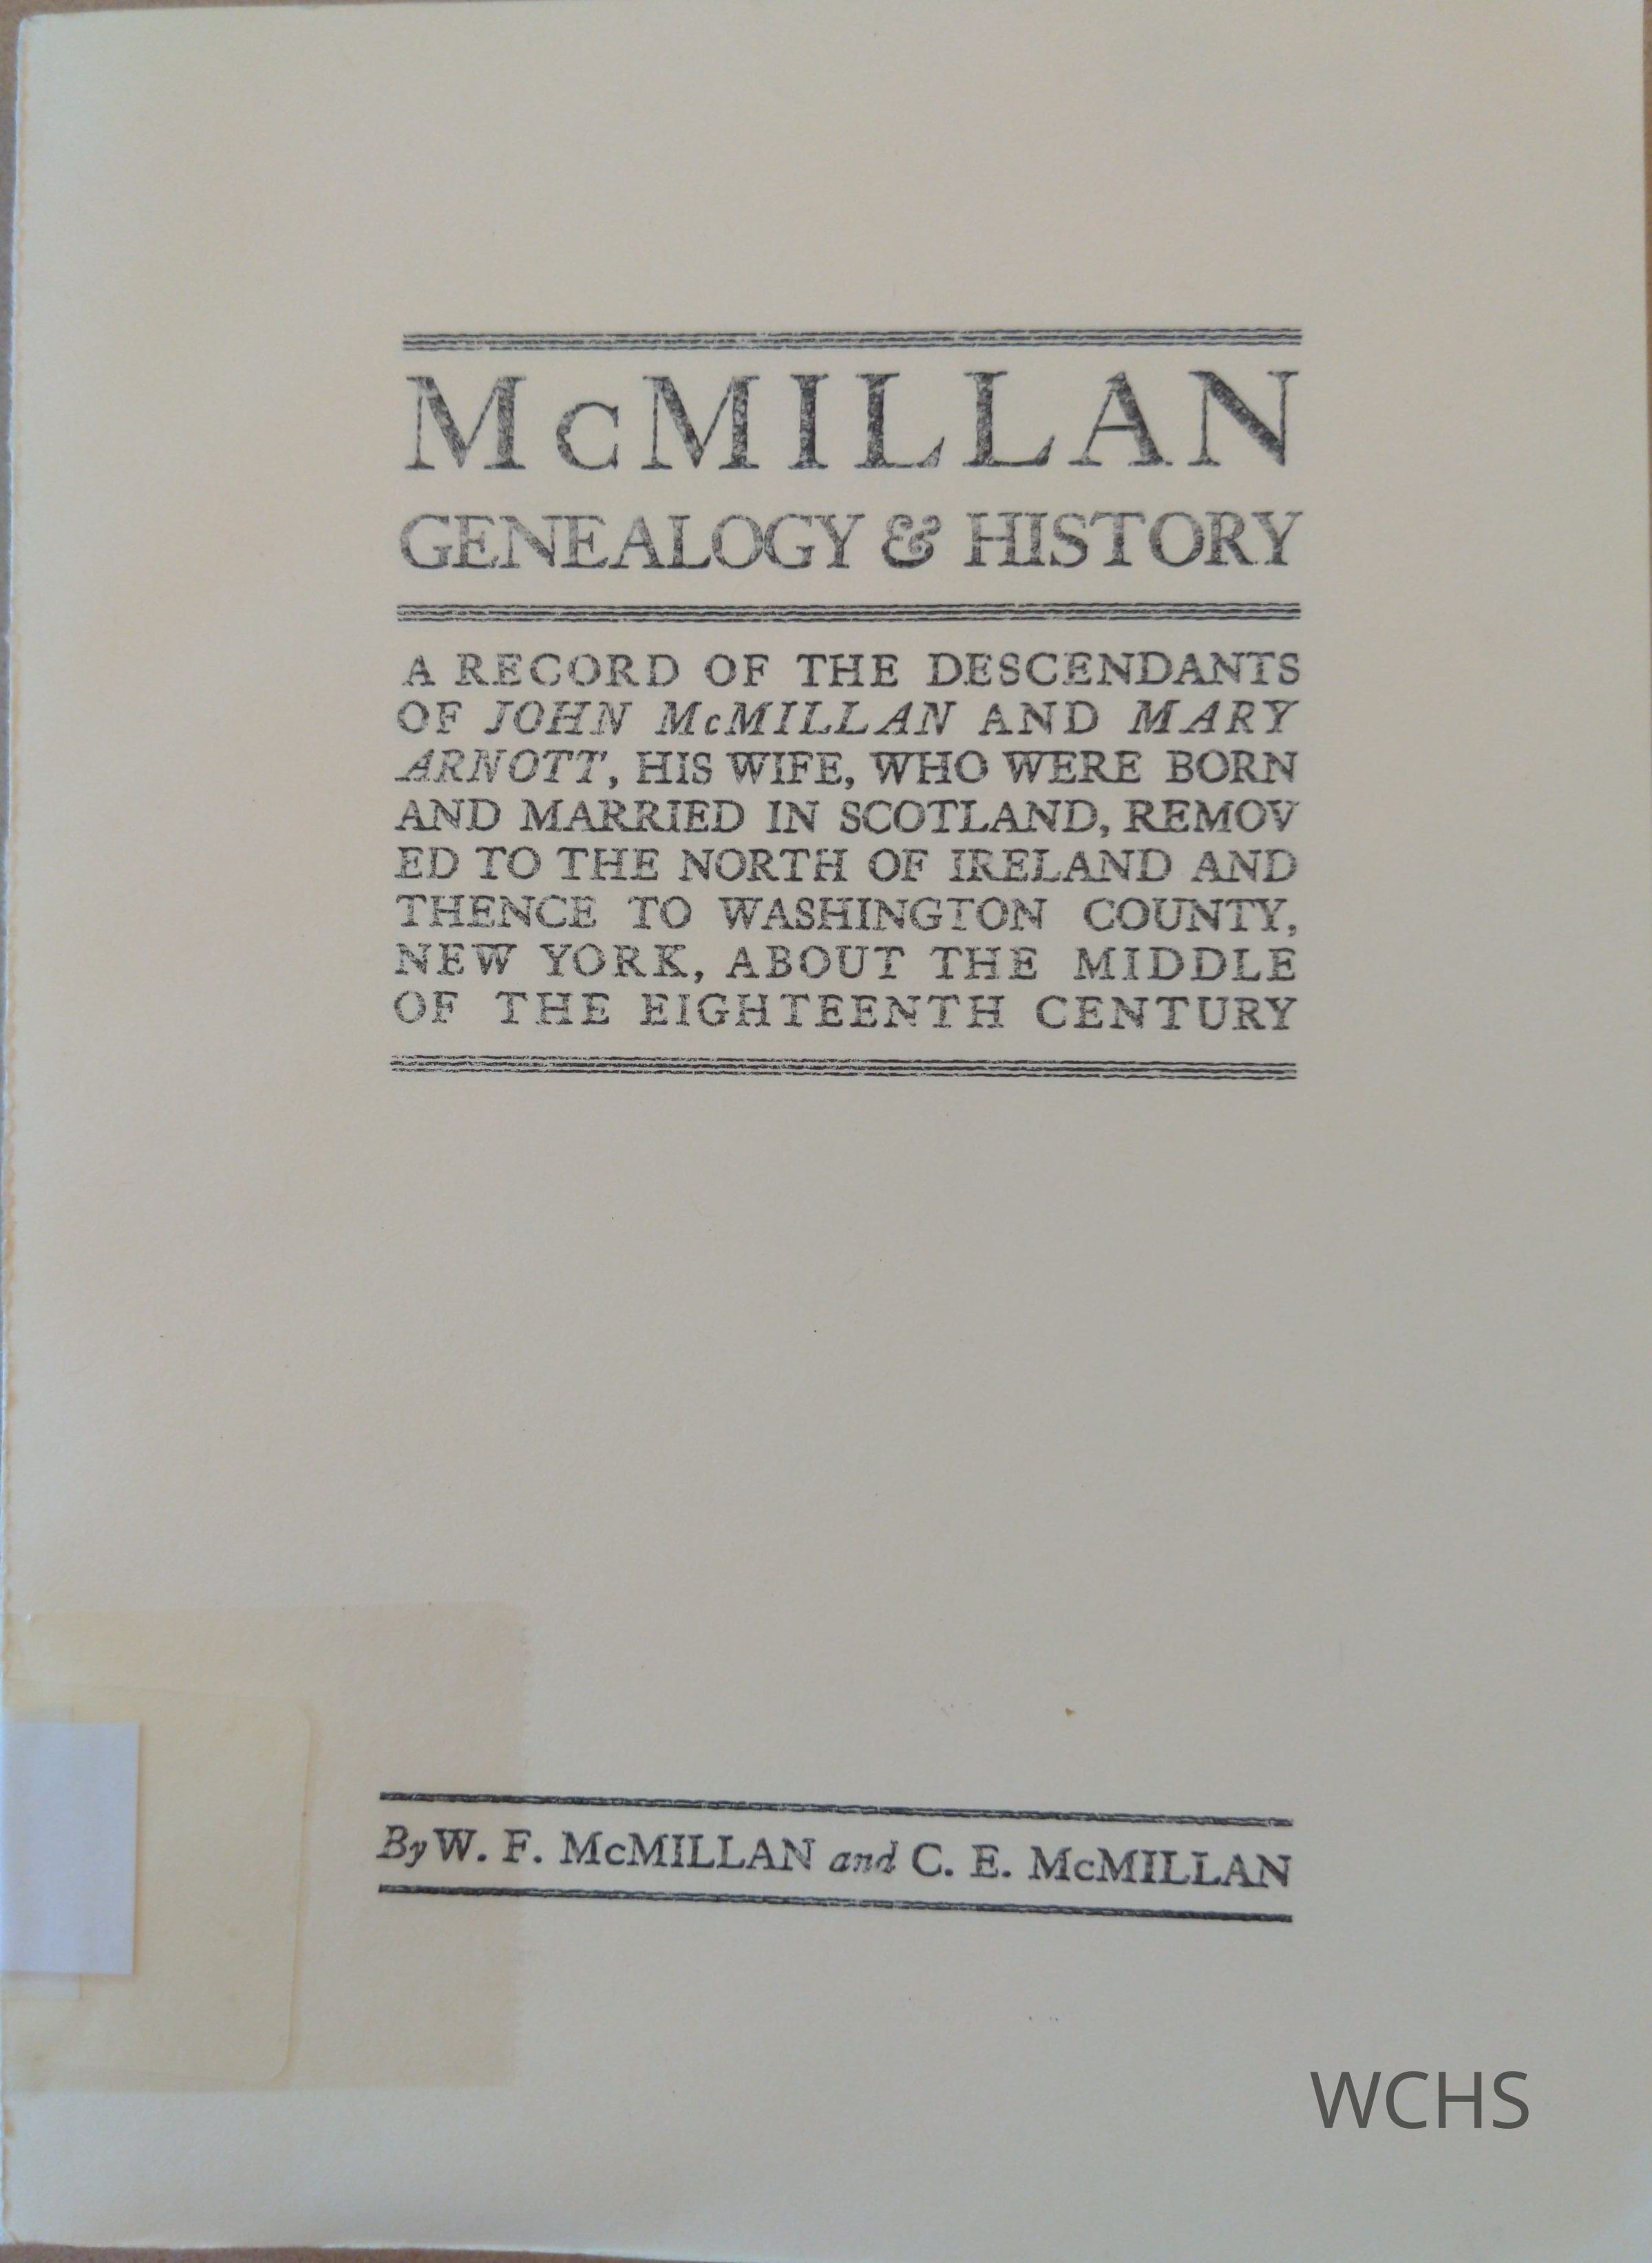 McMILLAN
GENEALOGY & HISTORY
A RECORD OF THE DESCENDANTS
OF JOHN McMILLAN AND MARY
ARNOTT, HIS WIFE, WHO WERE BORN
AND MARRIED IN SCOTLAND, REMOV
ED TO THE NORTH OF IRELAND AND
THENCE TO WASHINGTON COUNTY,
NEW YORK, ABOUT THE MIDDLE
OF THE EIGHTEENTH CENTURY
By W. F. McMILLAN and C. E. McMILLAN
WCHS